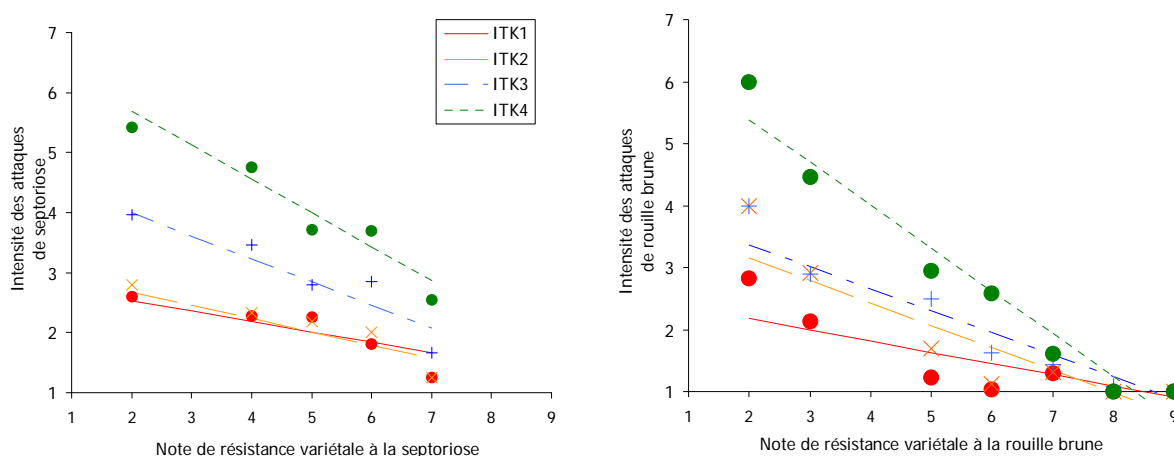 7
6
5
4
3
2
1
Intensité des attaques
de septoriose
ITK1
ITK2
ITK3
ITK4
1 2 3 4 5 6 7 8 9
Note de résistance variétale à la septoriose
7
6
5
4
3
2
1
Intensité des attaques
de rouille brune
1 2 3 4 5 6 7 8 9
Note de résistance variétale à la rouille brune